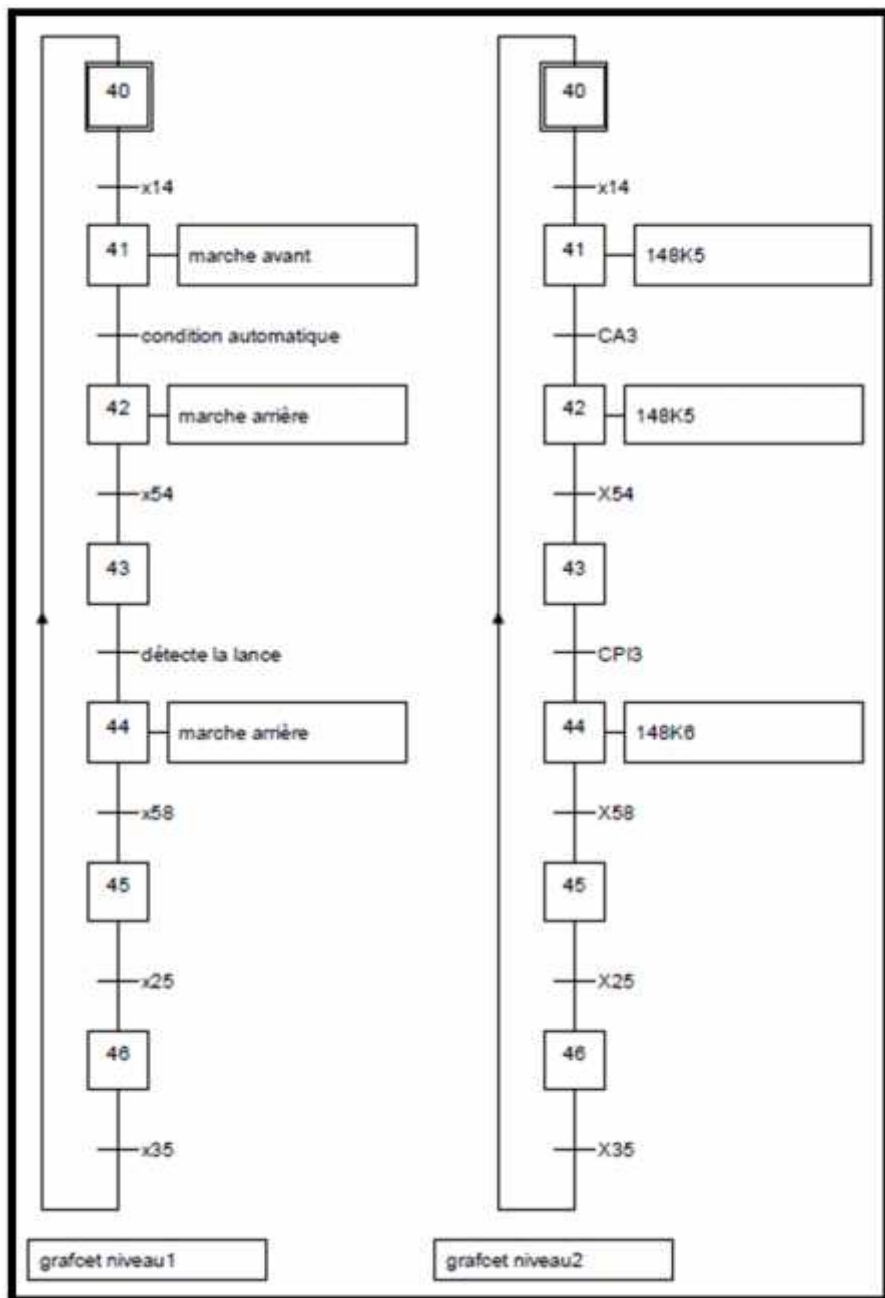 40
x14
41
marche avant
condition automatique
42
marche arrière
x54
43
détecte la lance
44
marche arrière
x58
45
x25
46
x35
grafcet niveau1
40
x14
41
148K5
CA3
42
148K5
X54
43
CPI3
44
148K6
X58
45
X25
46
X35
grafcet niveau2